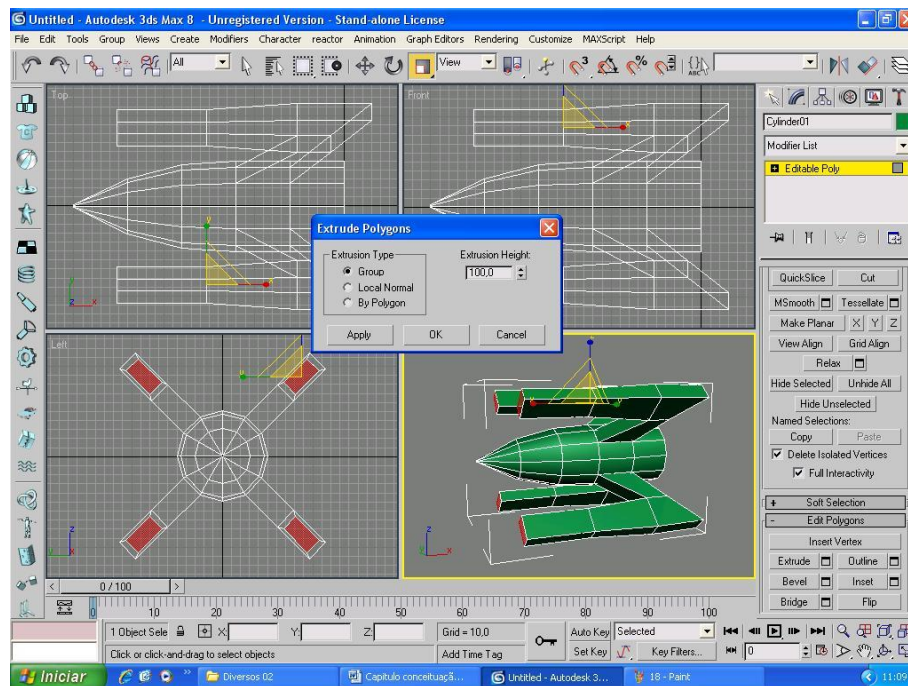 Untitled - Autodesk 3ds Max 8 - Unregistered Version - Stand-alone License
File Edit Tools Group Views Create Modifiers Character reactor Animation Graph Editors Rendering Customize MAXScript Help
All
View
Top
Front
Left
Cylinder01
Modifier List
Editable Poly
Extrude Polygons
Extrusion Type
Group
Local Normal
By Polygon
Extrusion Height:
100,0
Apply OK Cancel
QuickSlice Cut
MSmooth Tessellate
Make Planar X Y Z
View Align Grid Align
Relax
Hide Selected Unhide All
Hide Unselected
Named Selections:
Copy Paste
Delete Isolated Vertices
Full Interactivity
+ Soft Selection
- Edit Polygons
Insert Vertex
Extrude Outline
Bevel Inset
Bridge Flip
0 / 100
0 10 20 30 40 50 60 70 80 90 100
1 Object Sele X: Y: Z: Grid = 10,0 Auto Key Selected
Click or click-and-drag to select objects Add Time Tag Set Key Key Filters... 0
Iniciar Diversos 02 Capitulo conceituaçã... Untitled - Autodesk 3... 18 - Paint 11:09